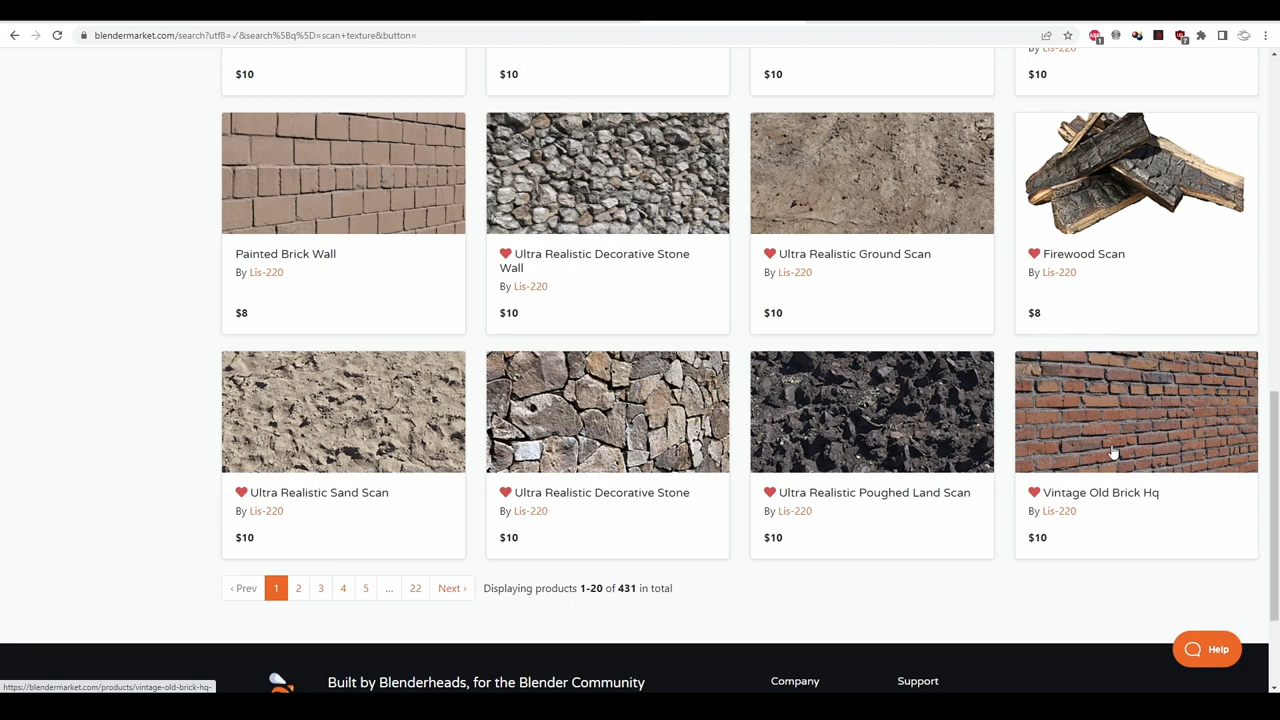 blendermarket.com/search?utf8=✓&search%5Bq%5D=scan+texture&button=
1
7
By Lis-220
$10
$10
$10
$10
Painted Brick Wall
By Lis-220
$8
Ultra Realistic Decorative Stone
Wall
By Lis-220
$10
Ultra Realistic Ground Scan
By Lis-220
$10
Firewood Scan
By Lis-220
$8
Ultra Realistic Sand Scan
By Lis-220
$10
Ultra Realistic Decorative Stone
By Lis-220
$10
Ultra Realistic Poughed Land Scan
By Lis-220
$10
Vintage Old Brick Hq
By Lis-220
$10
‹ Prev 1 2 3 4 5 ... 22 Next › Displaying products 1-20 of 431 in total
Help
Built by Blenderheads, for the Blender Community
Company
Support
https://blendermarket.com/products/vintage-old-brick-hq-